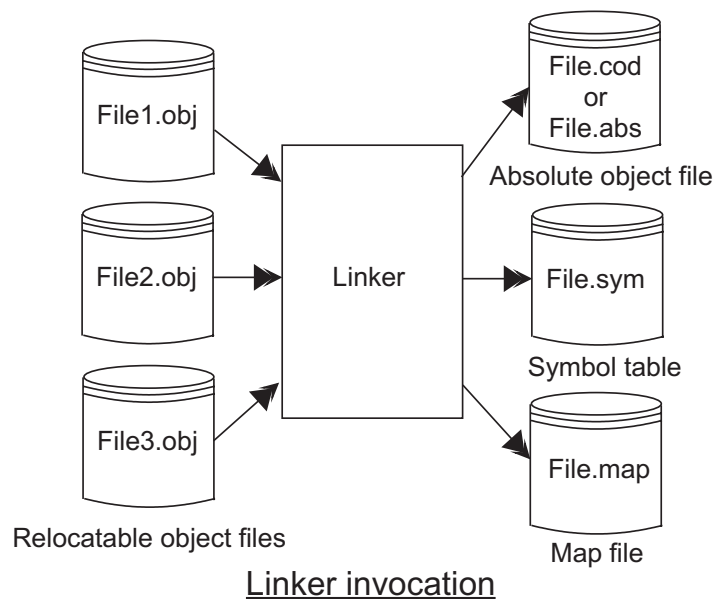 File1.obj
File2.obj
File3.obj
Relocatable object files
Linker
File.cod
or
File.abs
Absolute object file
File.sym
Symbol table
File.map
Map file
Linker invocation